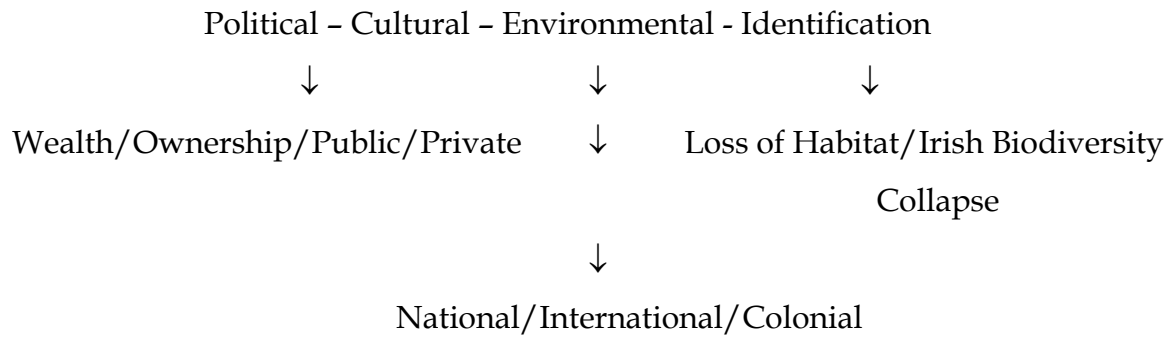 Political – Cultural – Environmental - Identification
↓ ↓ ↓
Wealth/Ownership/Public/Private ↓ Loss of Habitat/Irish Biodiversity
Collapse
↓
National/International/Colonial